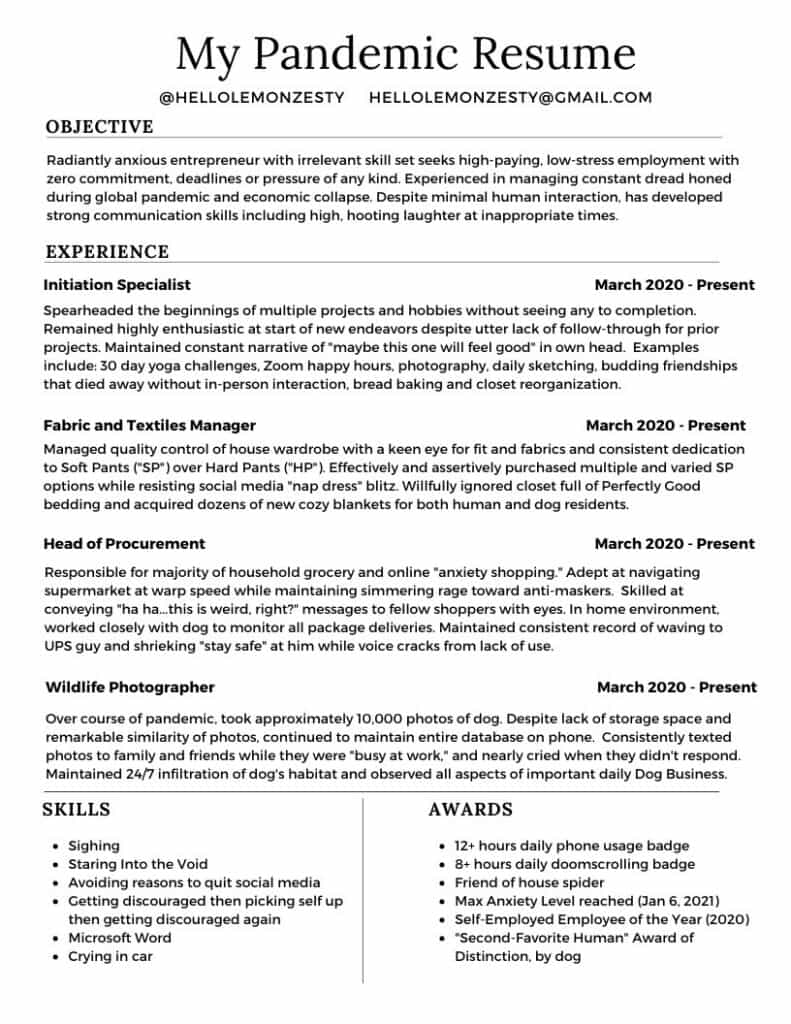 My Pandemic Resume
@HELLOLEMONZESTY HELLOLEMONZESTY@GMAIL.COM
OBJECTIVE
Radiantly anxious entrepreneur with irrelevant skill set seeks high-paying, low-stress employment with
zero commitment, deadlines or pressure of any kind. Experienced in managing constant dread honed
during global pandemic and economic collapse. Despite minimal human interaction, has developed
strong communication skills including high, hooting laughter at inappropriate times.
EXPERIENCE
Initiation Specialist March 2020 - Present
Spearheaded the beginnings of multiple projects and hobbies without seeing any to completion.
Remained highly enthusiastic at start of new endeavors despite utter lack of follow-through for prior
projects. Maintained constant narrative of "maybe this one will feel good" in own head. Examples
include: 30 day yoga challenges, Zoom happy hours, photography, daily sketching, budding friendships
that died away without in-person interaction, bread baking and closet reorganization.
Fabric and Textiles Manager March 2020 - Present
Managed quality control of house wardrobe with a keen eye for fit and fabrics and consistent dedication
to Soft Pants ("SP") over Hard Pants ("HP"). Effectively and assertively purchased multiple and varied SP
options while resisting social media "nap dress" blitz. Willfully ignored closet full of Perfectly Good
bedding and acquired dozens of new cozy blankets for both human and dog residents.
Head of Procurement March 2020 - Present
Responsible for majority of household grocery and online "anxiety shopping." Adept at navigating
supermarket at warp speed while maintaining simmering rage toward anti-maskers. Skilled at
conveying "ha ha...this is weird, right?" messages to fellow shoppers with eyes. In home environment,
worked closely with dog to monitor all package deliveries. Maintained consistent record of waving to
UPS guy and shrieking "stay safe" at him while voice cracks from lack of use.
Wildlife Photographer March 2020 - Present
Over course of pandemic, took approximately 10,000 photos of dog. Despite lack of storage space and
remarkable similarity of photos, continued to maintain entire database on phone. Consistently texted
photos to family and friends while they were "busy at work," and nearly cried when they didn't respond.
Maintained 24/7 infiltration of dog's habitat and observed all aspects of important daily Dog Business.
SKILLS
• Sighing
• Staring Into the Void
• Avoiding reasons to quit social media
• Getting discouraged then picking self up
then getting discouraged again
• Microsoft Word
• Crying in car
AWARDS
• 12+ hours daily phone usage badge
• 8+ hours daily doomscrolling badge
• Friend of house spider
• Max Anxiety Level reached (Jan 6, 2021)
• Self-Employed Employee of the Year (2020)
• "Second-Favorite Human" Award of
Distinction, by dog